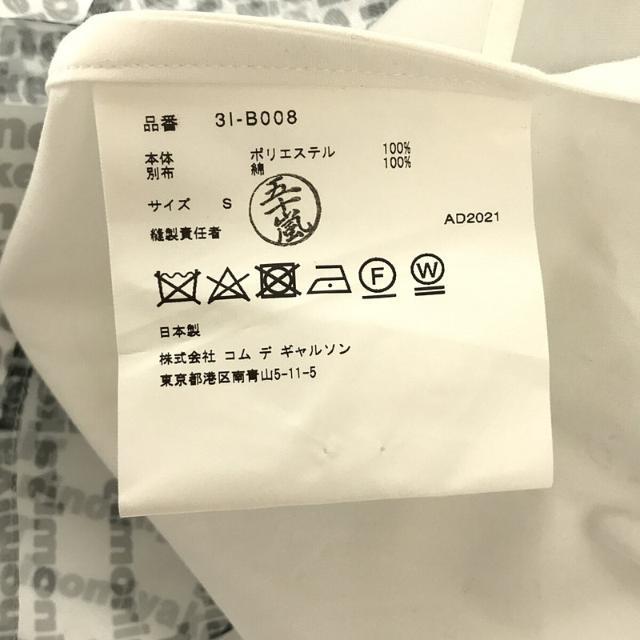 品番 3I-B008
本体 ポリエステル 100%
別布 綿 100%
サイズ S
五十嵐
縫製責任者 AD2021
F W
日本製
株式会社 コム デ ギャルソン
東京都港区南青山5-11-5